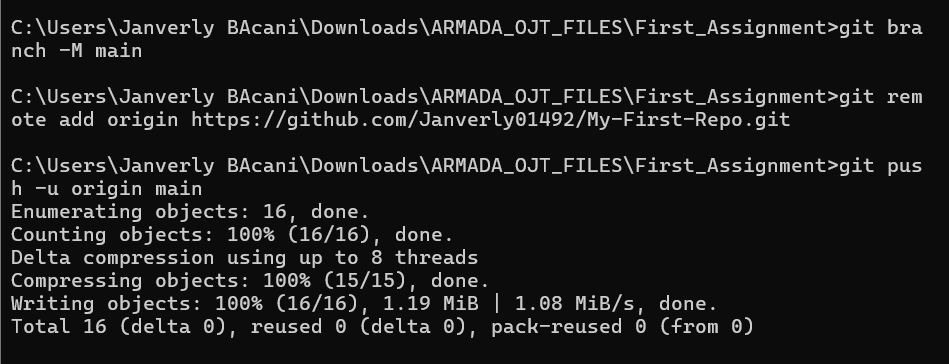 C:\Users\Janverly BAcani\Downloads\ARMADA_OJT_FILES\First_Assignment>git bra
nch -M main
C:\Users\Janverly BAcani\Downloads\ARMADA_OJT_FILES\First_Assignment>git rem
ote add origin https://github.com/Janverly01492/My-First-Repo.git
C:\Users\Janverly BAcani\Downloads\ARMADA_OJT_FILES\First_Assignment>git pus
h -u origin main
Enumerating objects: 16, done.
Counting objects: 100% (16/16), done.
Delta compression using up to 8 threads
Compressing objects: 100% (15/15), done.
Writing objects: 100% (16/16), 1.19 MiB | 1.08 MiB/s, done.
Total 16 (delta 0), reused 0 (delta 0), pack-reused 0 (from 0)